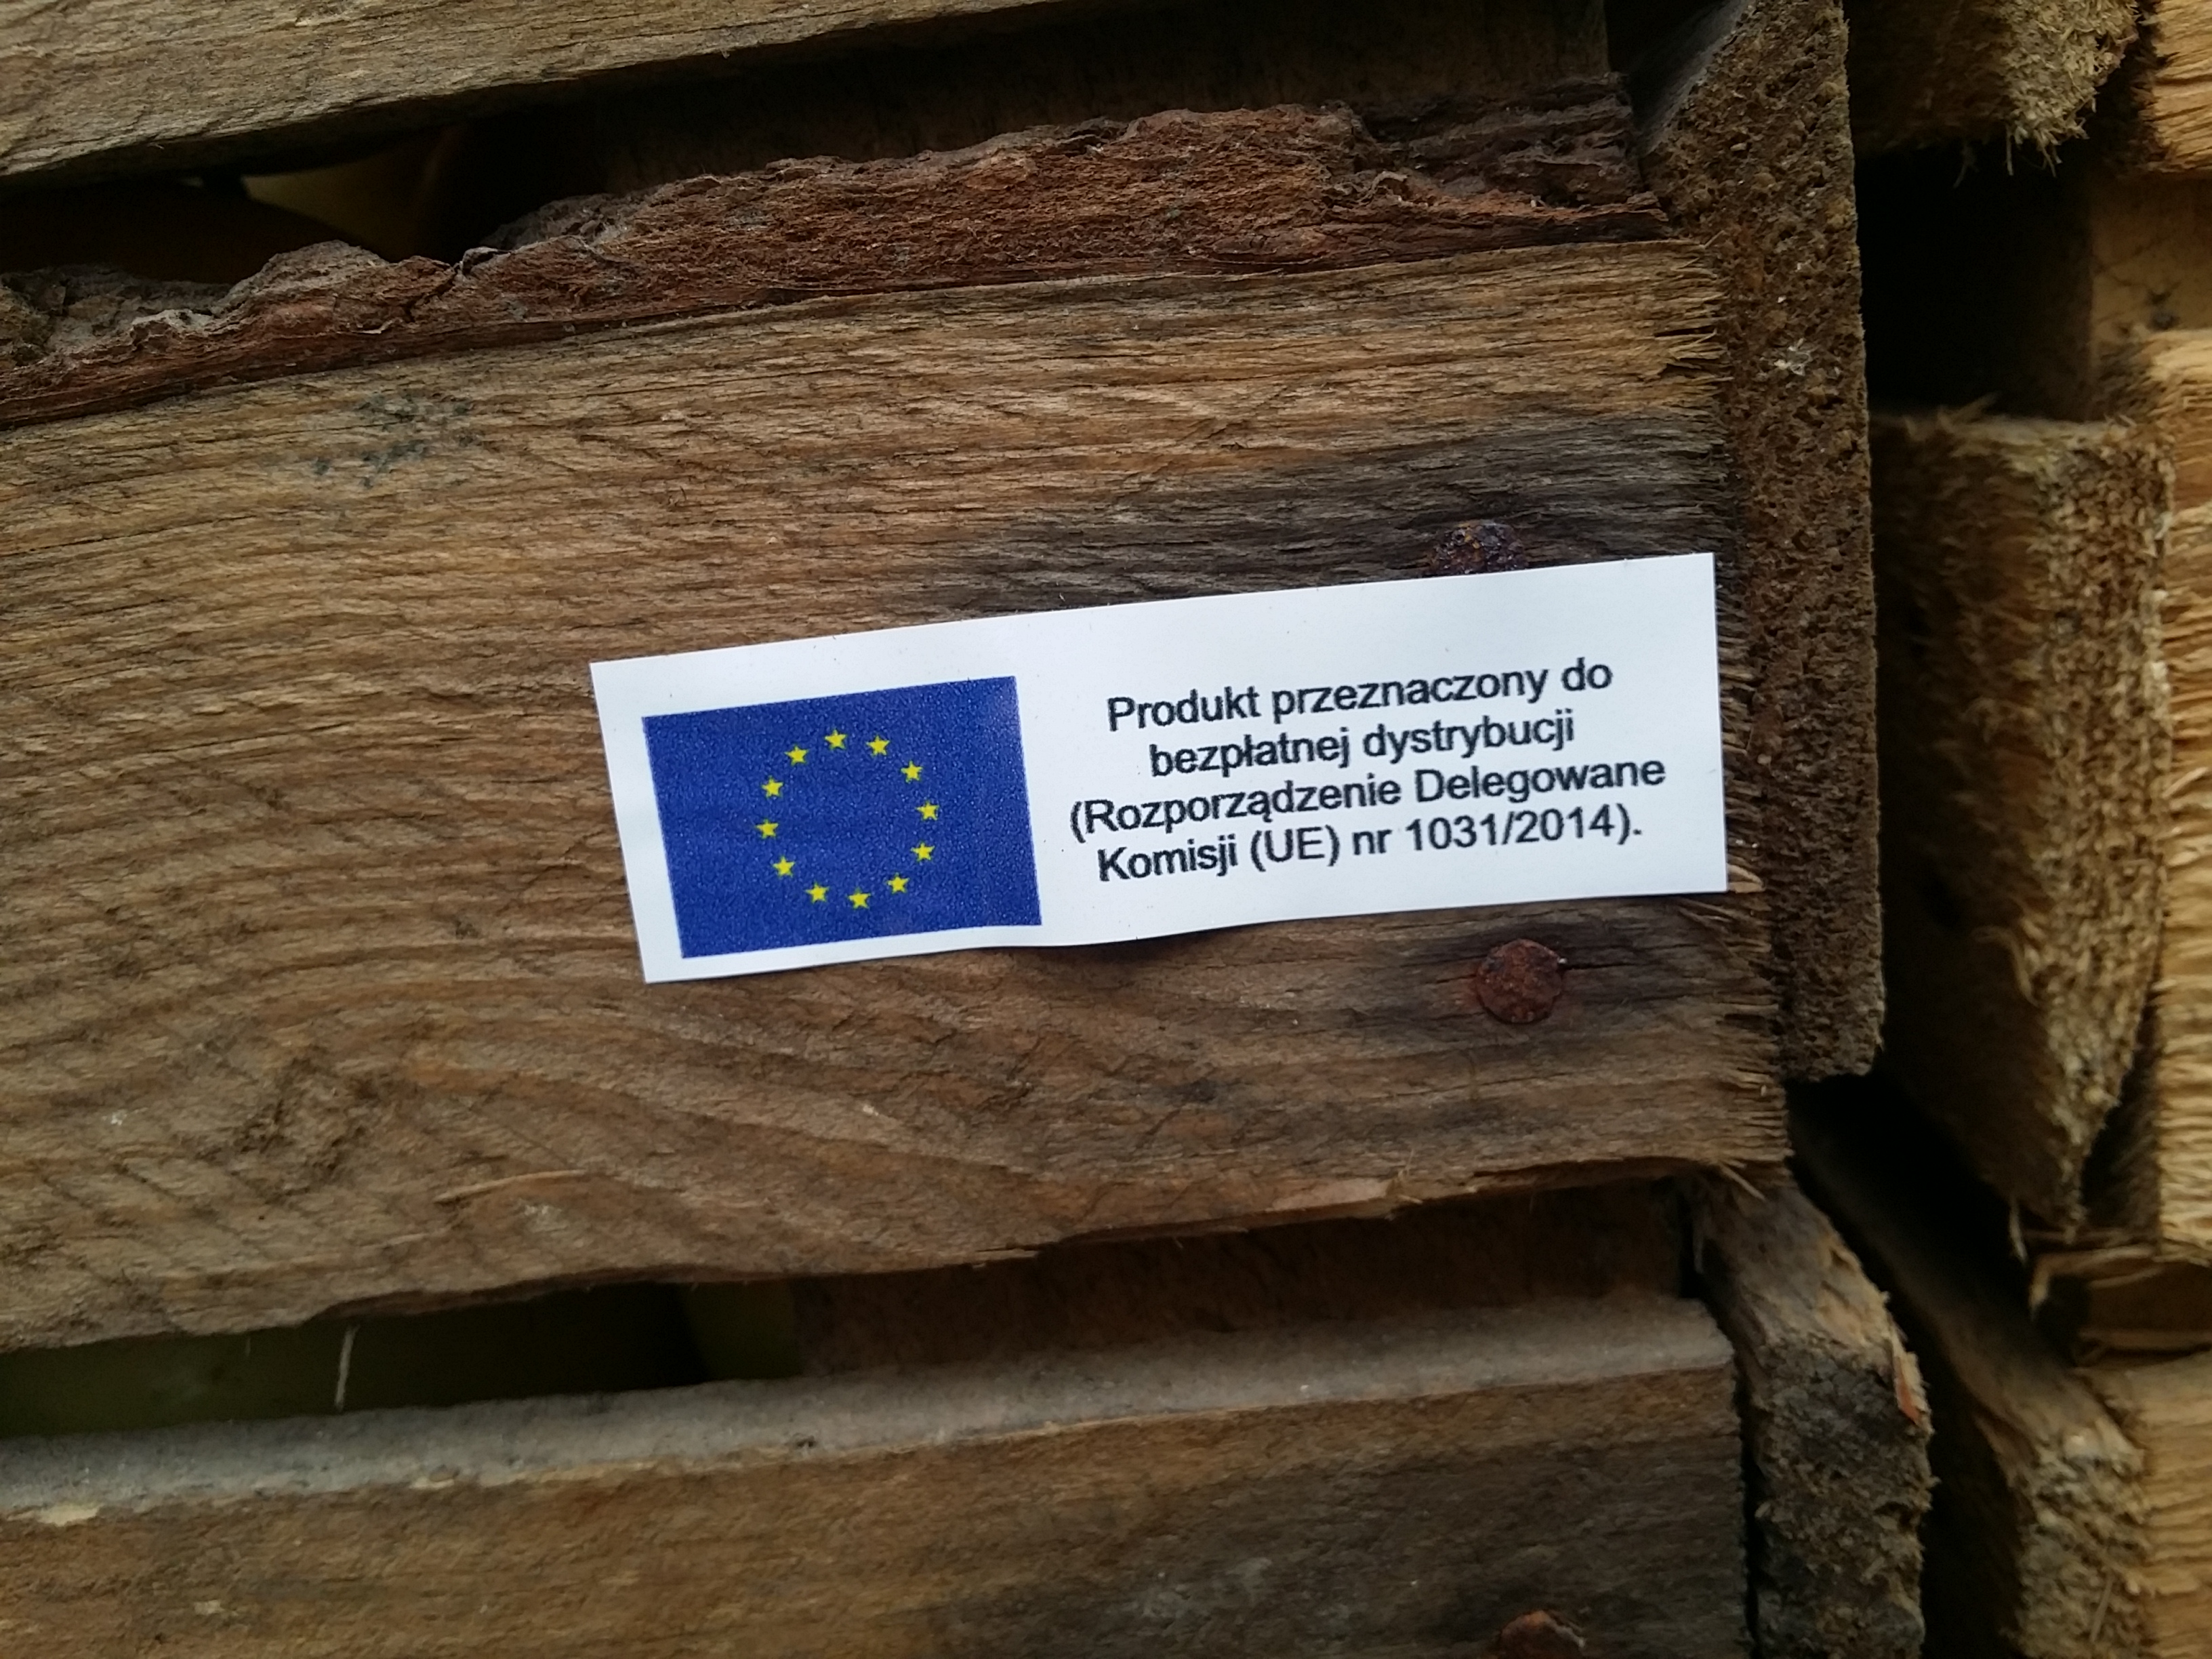 Produkt przeznaczony do
bezpłatnej dystrybucji
(Rozporządzenie Delegowane
Komisji (UE) nr 1031/2014).